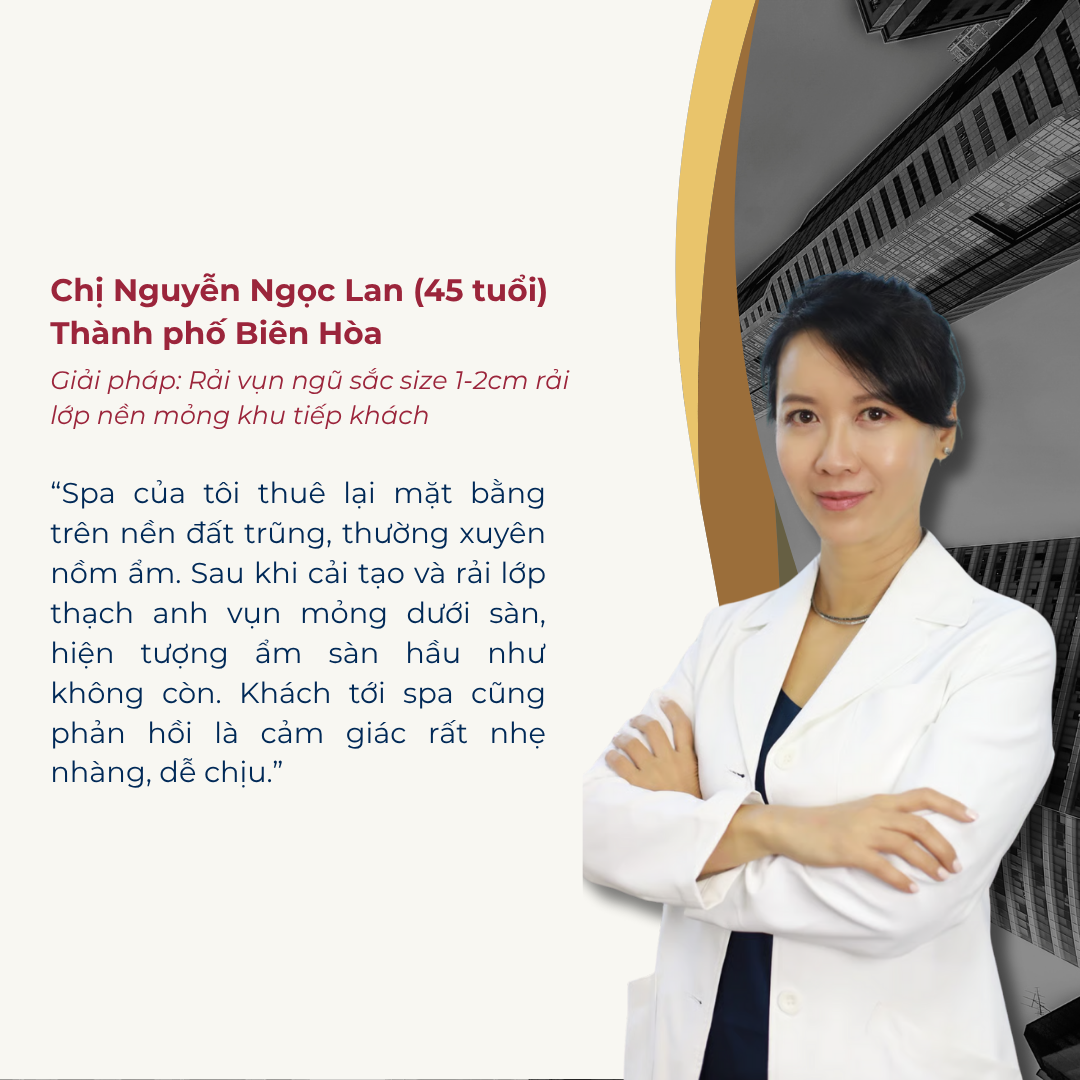 Chị Nguyễn Ngọc Lan (45 tuổi)
Thành phố Biên Hòa
Giải pháp: Rải vụn ngũ sắc size 1-2cm rải
lớp nền mỏng khu tiếp khách
“Spa của tôi thuê lại mặt bằng
trên nền đất trũng, thường xuyên
nồm ẩm. Sau khi cải tạo và rải lớp
thạch anh vụn mỏng dưới sàn,
hiện tượng ẩm sàn hầu như
không còn. Khách tới spa cũng
phản hồi là cảm giác rất nhẹ
nhàng, dễ chịu.”